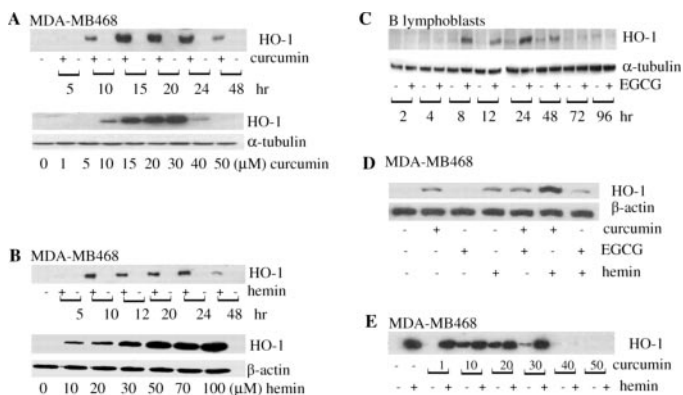 A MDA-MB468
HO-1
- + - + - + - + - + - + - curcumin
5 10 15 20 24 48
hr
HO-1
α-tubulin
0 1 5 10 15 20 30 40 50 (μM) curcumin
B MDA-MB468
HO-1
- + - + - + - + - + - + - hemin
5 10 12 20 24 48
hr
HO-1
β-actin
0 10 20 30 50 70 100 (μM) hemin
C B lymphoblasts
HO-1
α-tubulin
- + - + - + - + - + - + - + - + EGCG
2 4 8 12 24 48 72 96
hr
D MDA-MB468
HO-1
β-actin
- + - - + + - curcumin
- - + - + - + EGCG
- - - + - + + hemin
E MDA-MB468
HO-1
1 10 20 30 40 50 curcumin
- + - + - + - + - + - + - + hemin